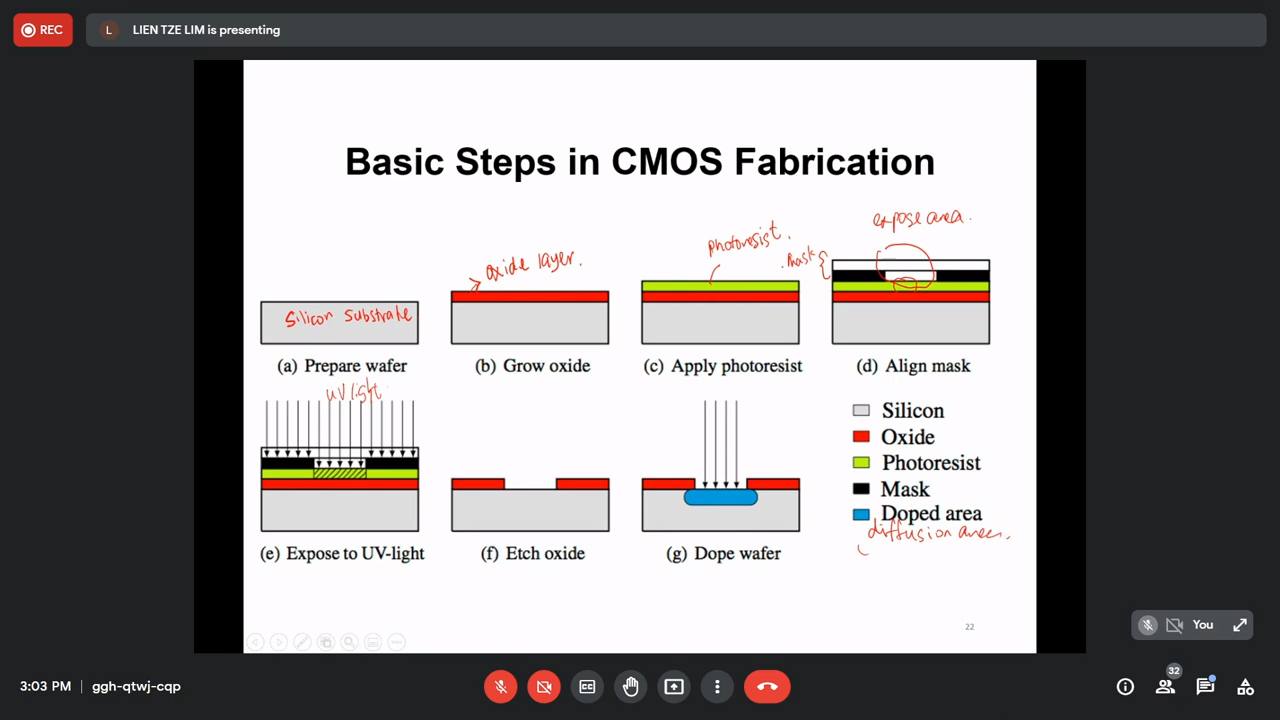 REC
L
LIEN TZE LIM is presenting
Basic Steps in CMOS Fabrication
expose area.
photoresist.
mask {
oxide layer.
Silicon substrate
(a) Prepare wafer
(b) Grow oxide
(c) Apply photoresist
(d) Align mask
uv light
Silicon
Oxide
Photoresist
Mask
Doped area
diffusion area.
(e) Expose to UV-light
(f) Etch oxide
(g) Dope wafer
22
You
3:03 PM | ggh-qtwj-cqp
32